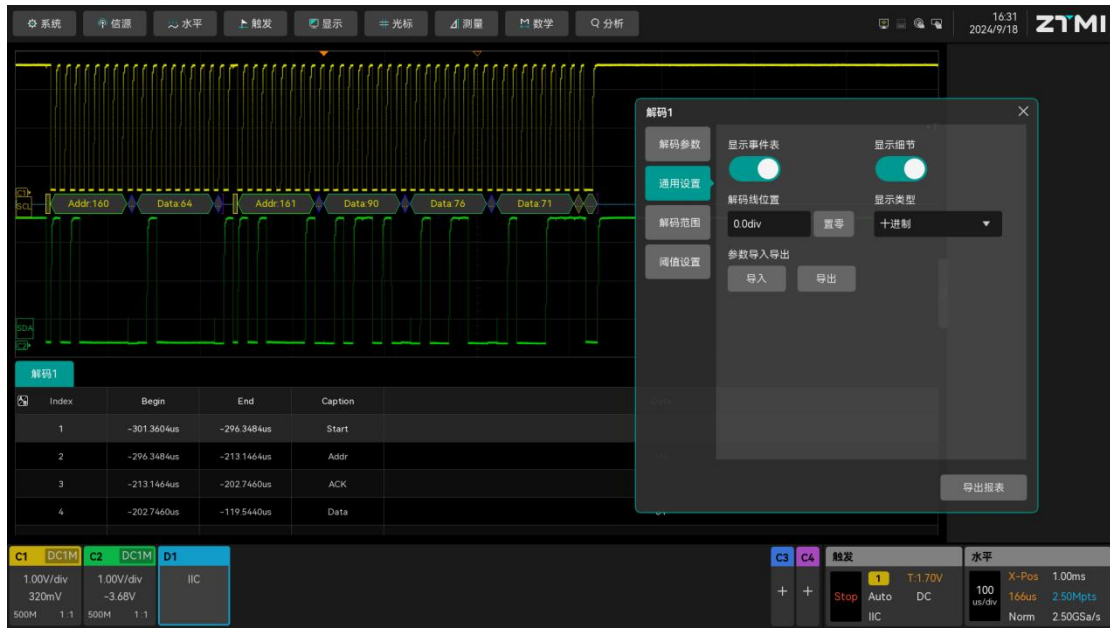 系统 信源 水平 触发 显示 光标 测量 数学 分析 16:31 2024/9/18 ZTMI
C1
SCL Addr:160 Data:64 Addr:161 Data:90 Data:76 Data:71
SDA
C2
解码1
解码参数
通用设置
解码范围
阈值设置
显示事件表 显示细节
解码线位置 显示类型
0.0div 置零 十进制
参数导入导出
导入 导出
导出报表
解码1
Index Begin End Caption
1 -301.3604us -296.3484us Start
2 -296.3484us -213.1464us Addr
3 -213.1464us -202.7460us ACK
4 -202.7460us -119.5440us Data
C1 DC1M
1.00V/div
320mV
500M 1:1
C2 DC1M
1.00V/div
-3.68V
500M 1:1
D1
IIC
C3
+
C4
+
触发
Stop
1 T:1.70V
Auto DC
IIC
水平
100 us/div
X-Pos 1.00ms
166us 2.50Mpts
Norm 2.50GSa/s